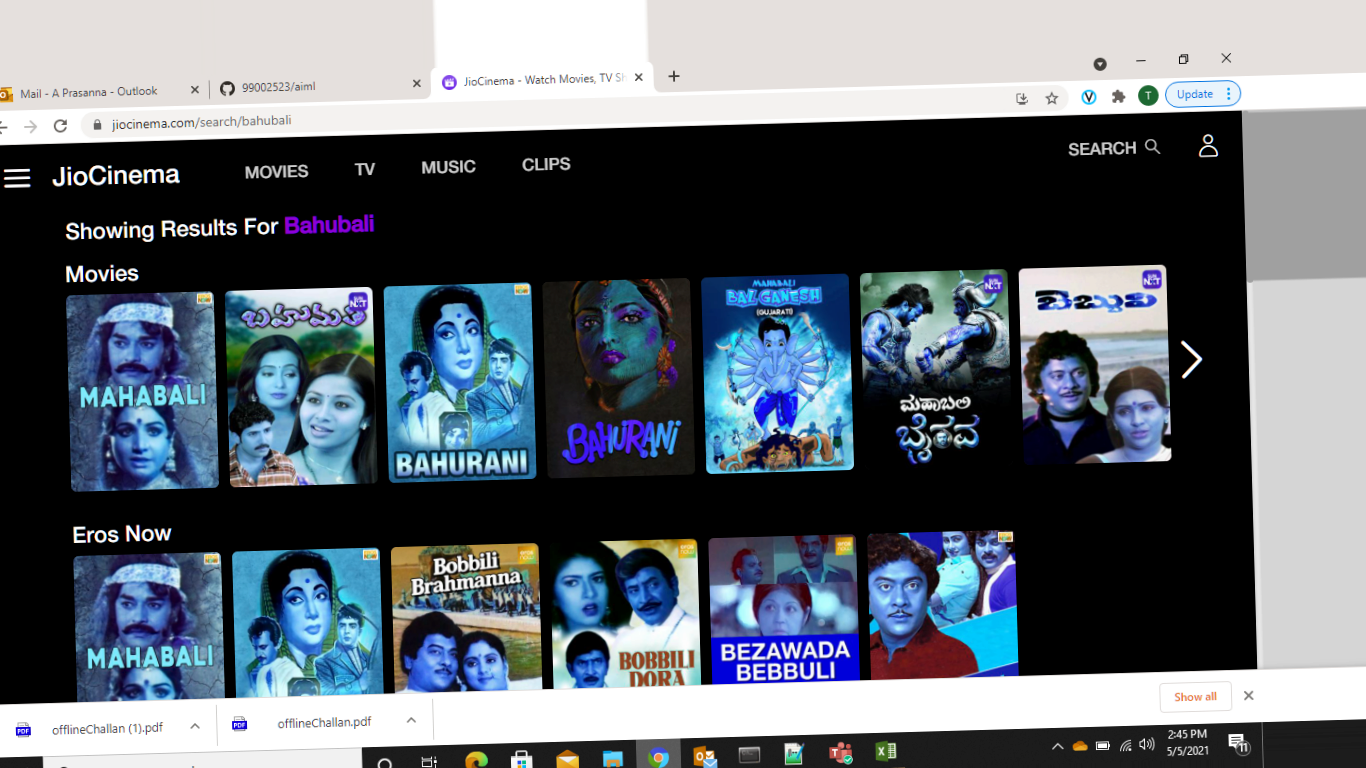 Mail - A Prasanna - Outlook
99002523/aiml
JioCinema - Watch Movies, TV Sh
Update
T
jiocinema.com/search/bahubali
JioCinema
MOVIES
TV
MUSIC
CLIPS
SEARCH
Showing Results For Bahubali
Movies
MAHABALI
ಬಹುಮತ
BAHURANI
BAHURANI
MAHABALI
BAL GANESH
(GUJARATI)
ಮಹಾಬಲಿ
ಭೈರವ
ಬೆಬ್ಬುಲಿ
Eros Now
MAHABALI
Bobbili
Brahmanna
BOBBILI
DORA
BEZAWADA
BEBBULI
Show all
offlineChallan (1).pdf
offlineChallan.pdf
2:45 PM
5/5/2021
11